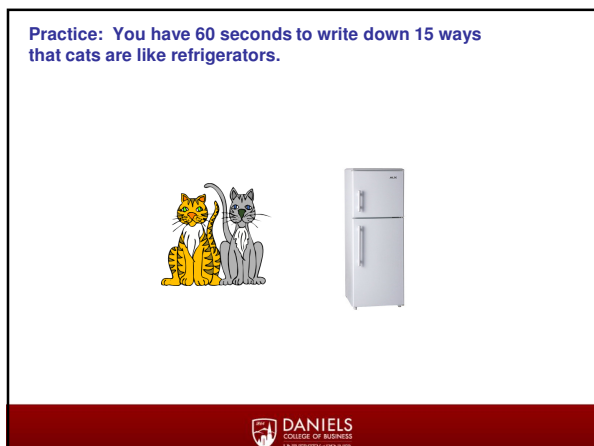 Practice: You have 60 seconds to write down 15 ways
that cats are like refrigerators.
DANIELS
COLLEGE OF BUSINESS